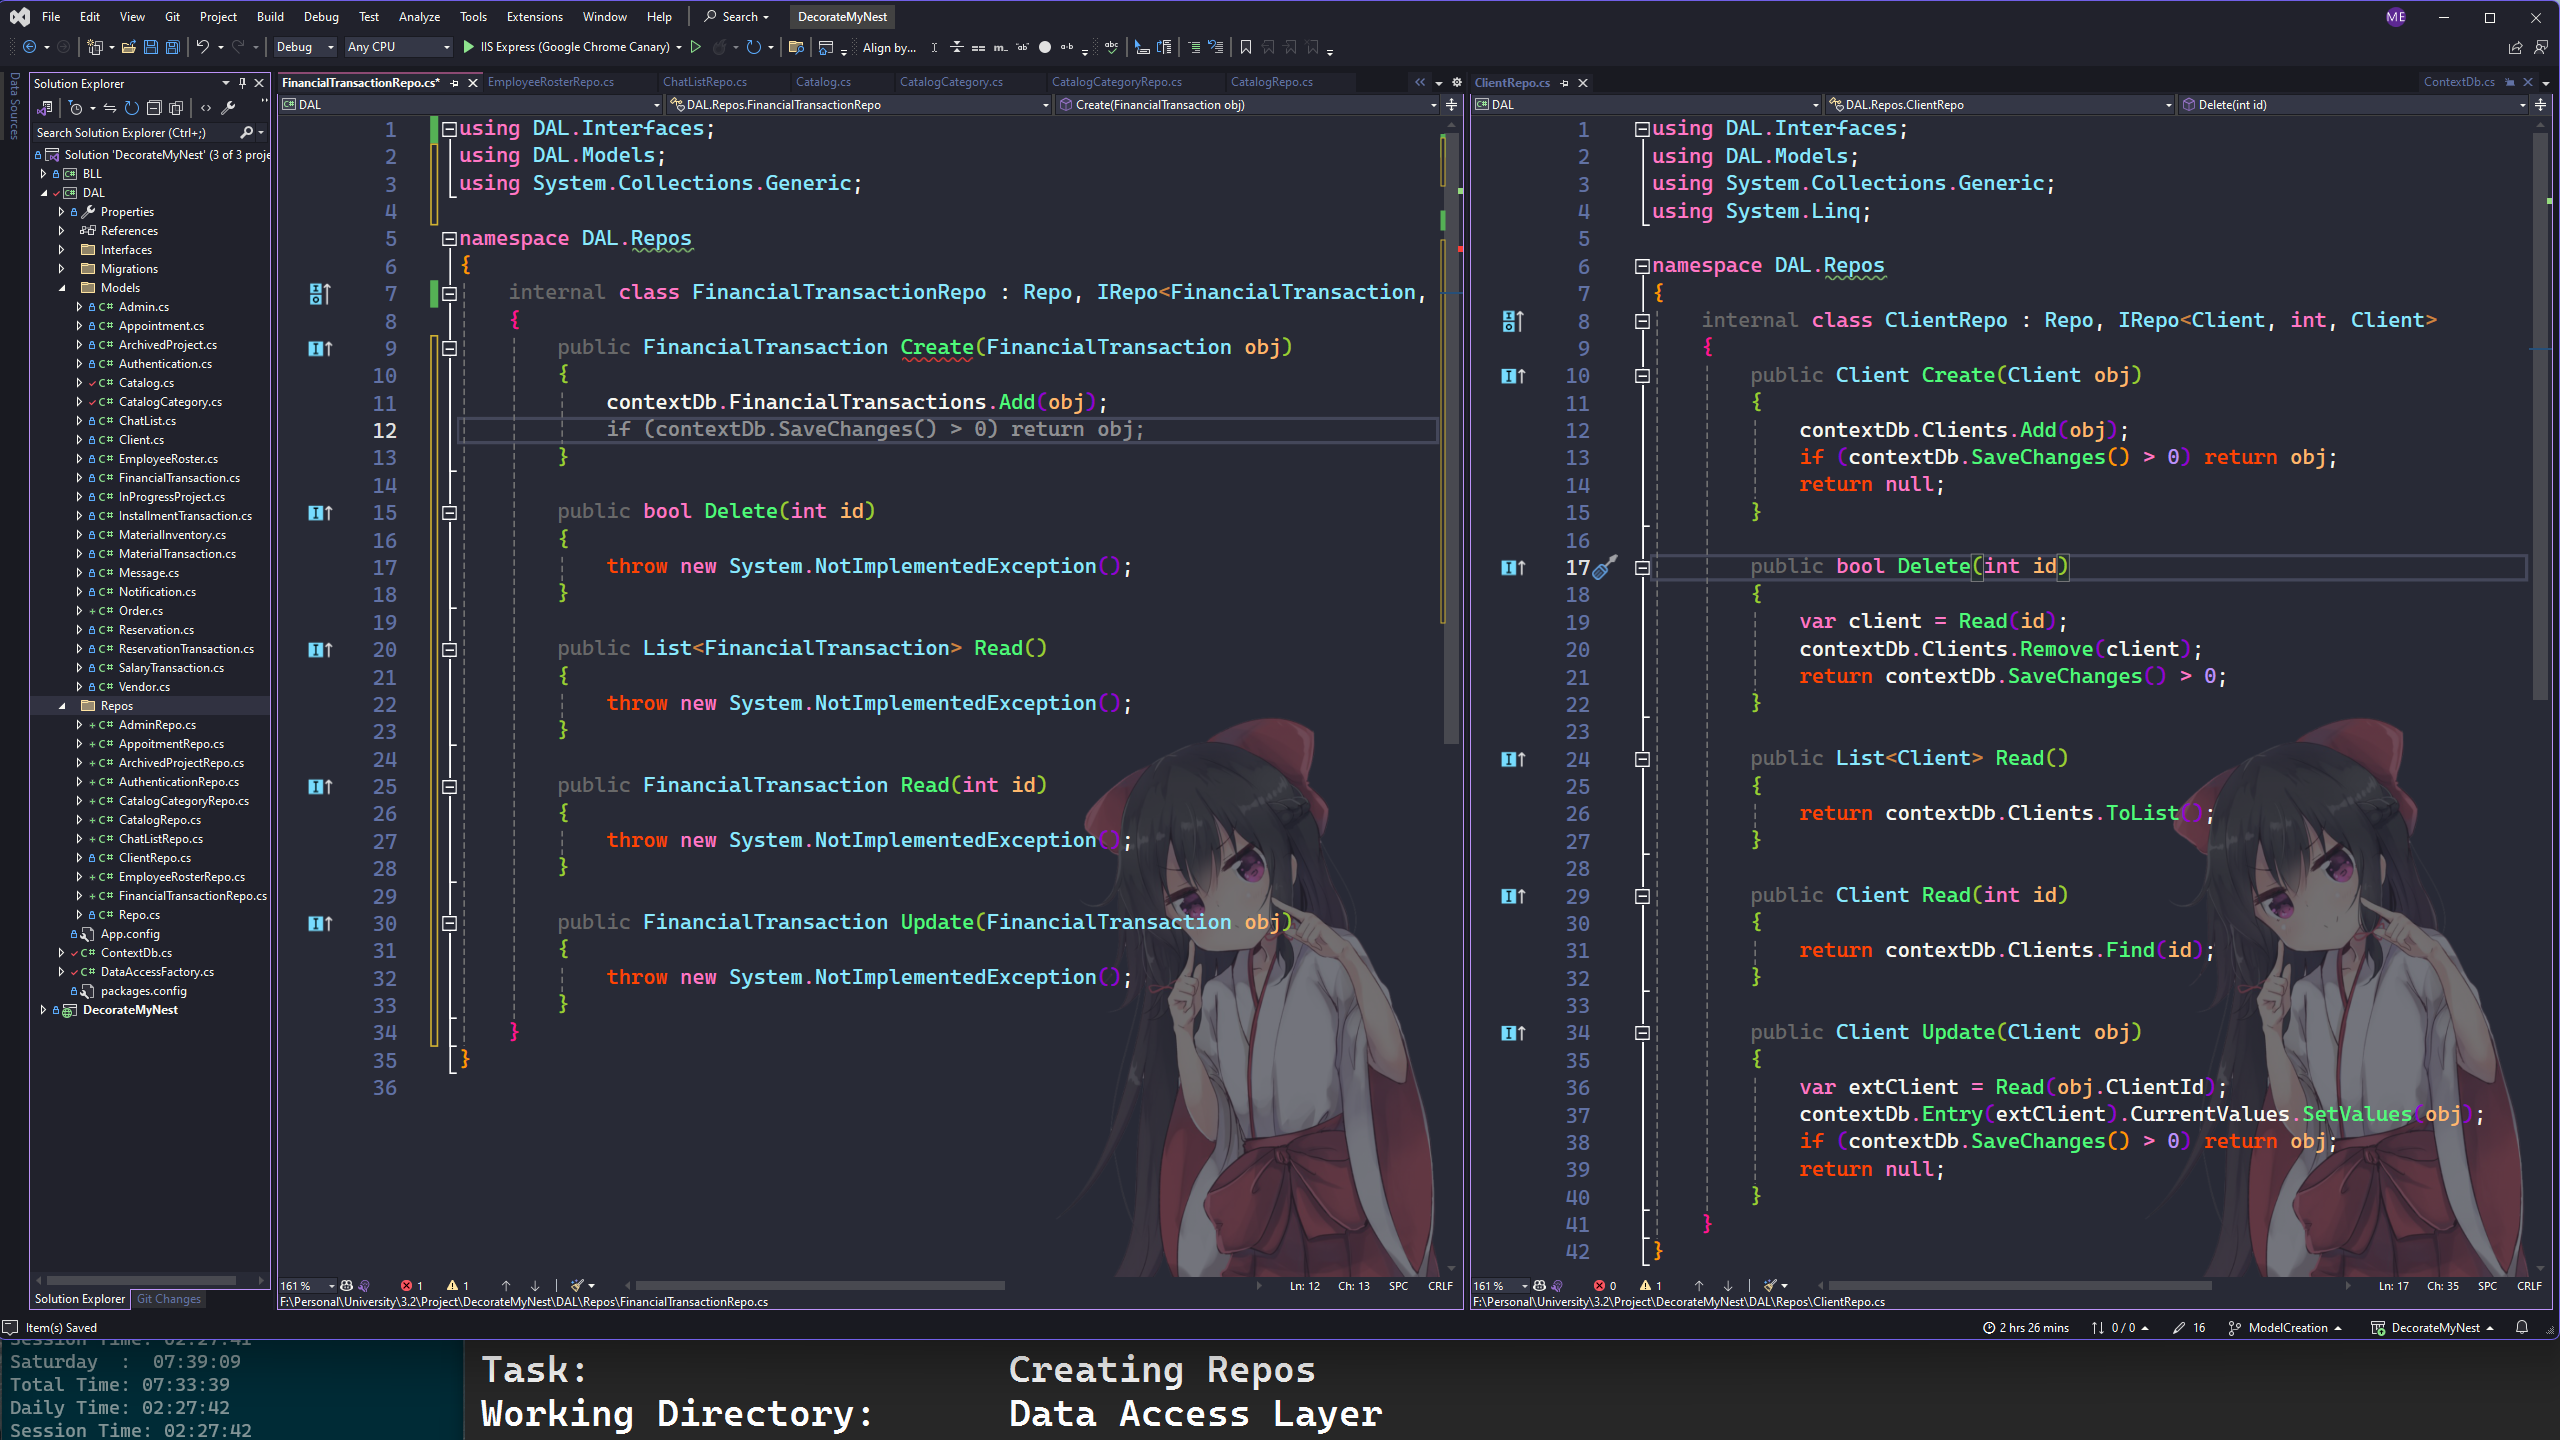 File Edit View Git Project Build Debug Test Analyze Tools Extensions Window Help Search DecorateMyNest ME
Debug Any CPU IIS Express (Google Chrome Canary) Align by...
Data Sources
Solution Explorer
Search Solution Explorer (Ctrl+;)
Solution 'DecorateMyNest' (3 of 3 proje
BLL
DAL
Properties
References
Interfaces
Migrations
Models
Admin.cs
Appointment.cs
ArchivedProject.cs
Authentication.cs
Catalog.cs
CatalogCategory.cs
ChatList.cs
Client.cs
EmployeeRoster.cs
FinancialTransaction.cs
InProgressProject.cs
InstallmentTransaction.cs
MaterialInventory.cs
MaterialTransaction.cs
Message.cs
Notification.cs
Order.cs
Reservation.cs
ReservationTransaction.cs
SalaryTransaction.cs
Vendor.cs
Repos
AdminRepo.cs
AppoitmentRepo.cs
ArchivedProjectRepo.cs
AuthenticationRepo.cs
CatalogCategoryRepo.cs
CatalogRepo.cs
ChatListRepo.cs
ClientRepo.cs
EmployeeRosterRepo.cs
FinancialTransactionRepo.cs
Repo.cs
App.config
ContextDb.cs
DataAccessFactory.cs
packages.config
DecorateMyNest
Solution Explorer Git Changes
FinancialTransactionRepo.cs* EmployeeRosterRepo.cs ChatListRepo.cs Catalog.cs CatalogCategory.cs CatalogCategoryRepo.cs CatalogRepo.cs
DAL DAL.Repos.FinancialTransactionRepo Create(FinancialTransaction obj)
1 using DAL.Interfaces;
2 using DAL.Models;
3 using System.Collections.Generic;
4
5 namespace DAL.Repos
6 {
7 internal class FinancialTransactionRepo : Repo, IRepo<FinancialTransaction,
8 {
9 public FinancialTransaction Create(FinancialTransaction obj)
10 {
11 contextDb.FinancialTransactions.Add(obj);
12 if (contextDb.SaveChanges() > 0) return obj;
13 }
14
15 public bool Delete(int id)
16 {
17 throw new System.NotImplementedException();
18 }
19
20 public List<FinancialTransaction> Read()
21 {
22 throw new System.NotImplementedException();
23 }
24
25 public FinancialTransaction Read(int id)
26 {
27 throw new System.NotImplementedException();
28 }
29
30 public FinancialTransaction Update(FinancialTransaction obj)
31 {
32 throw new System.NotImplementedException();
33 }
34 }
35 }
36
161 % 1 1 Ln: 12 Ch: 13 SPC CRLF
F:\Personal\University\3.2\Project\DecorateMyNest\DAL\Repos\FinancialTransactionRepo.cs
ClientRepo.cs ContextDb.cs
DAL DAL.Repos.ClientRepo Delete(int id)
1 using DAL.Interfaces;
2 using DAL.Models;
3 using System.Collections.Generic;
4 using System.Linq;
5
6 namespace DAL.Repos
7 {
8 internal class ClientRepo : Repo, IRepo<Client, int, Client>
9 {
10 public Client Create(Client obj)
11 {
12 contextDb.Clients.Add(obj);
13 if (contextDb.SaveChanges() > 0) return obj;
14 return null;
15 }
16
17 public bool Delete(int id)
18 {
19 var client = Read(id);
20 contextDb.Clients.Remove(client);
21 return contextDb.SaveChanges() > 0;
22 }
23
24 public List<Client> Read()
25 {
26 return contextDb.Clients.ToList();
27 }
28
29 public Client Read(int id)
30 {
31 return contextDb.Clients.Find(id);
32 }
33
34 public Client Update(Client obj)
35 {
36 var extClient = Read(obj.ClientId);
37 contextDb.Entry(extClient).CurrentValues.SetValues(obj);
38 if (contextDb.SaveChanges() > 0) return obj;
39 return null;
40 }
41 }
42 }
161 % 0 1 Ln: 17 Ch: 35 SPC CRLF
F:\Personal\University\3.2\Project\DecorateMyNest\DAL\Repos\ClientRepo.cs
Item(s) Saved 2 hrs 26 mins 0 / 0 16 ModelCreation DecorateMyNest
Session Time: 02:27:41
Saturday : 07:39:09
Total Time: 07:33:39
Daily Time: 02:27:42
Session Time: 02:27:42
Task: Creating Repos
Working Directory: Data Access Layer